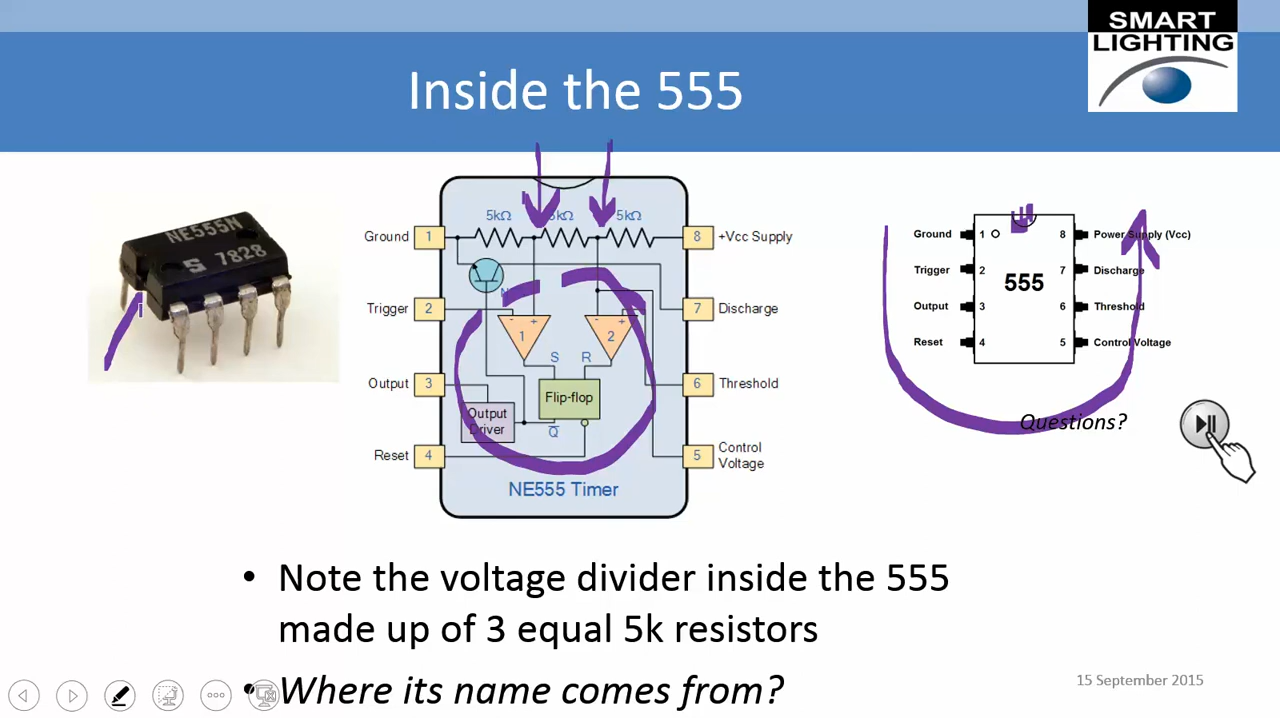 SMART
LIGHTING
Inside the 555
NE555N
S 7828
5kΩ
5kΩ
Ground 1
8 +Vcc Supply
Trigger 2
7 Discharge
- +
1
- +
2
S R
Output 3
6 Threshold
Flip-flop
Output
Driver
Q
Reset 4
5 Control
Voltage
NE555 Timer
Ground 1 8 Power Supply (Vcc)
Trigger 2 7 Discharge
555
Output 3 6 Threshold
Reset 4 5 Control Voltage
Questions?
• Note the voltage divider inside the 555
made up of 3 equal 5k resistors
• Where its name comes from?
15 September 2015